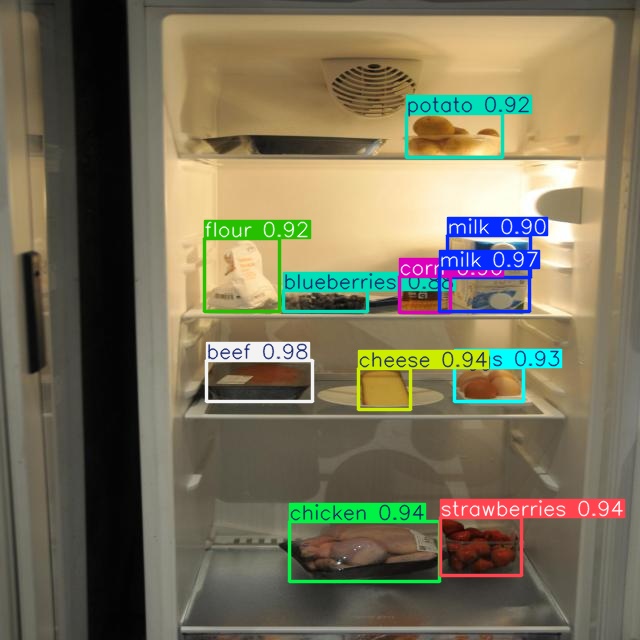 potato 0.92
flour 0.92
milk 0.90
milk 0.97
corn
blueberries
beef 0.98
cheese 0.94
s 0.93
chicken 0.94
strawberries 0.94